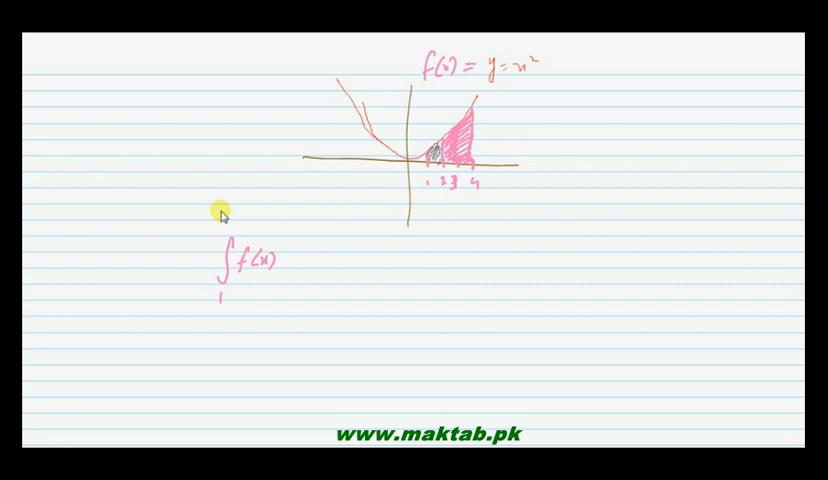 f(x) = y = x²
1 2 3 4
∫ f(x)
1
www.maktab.pk